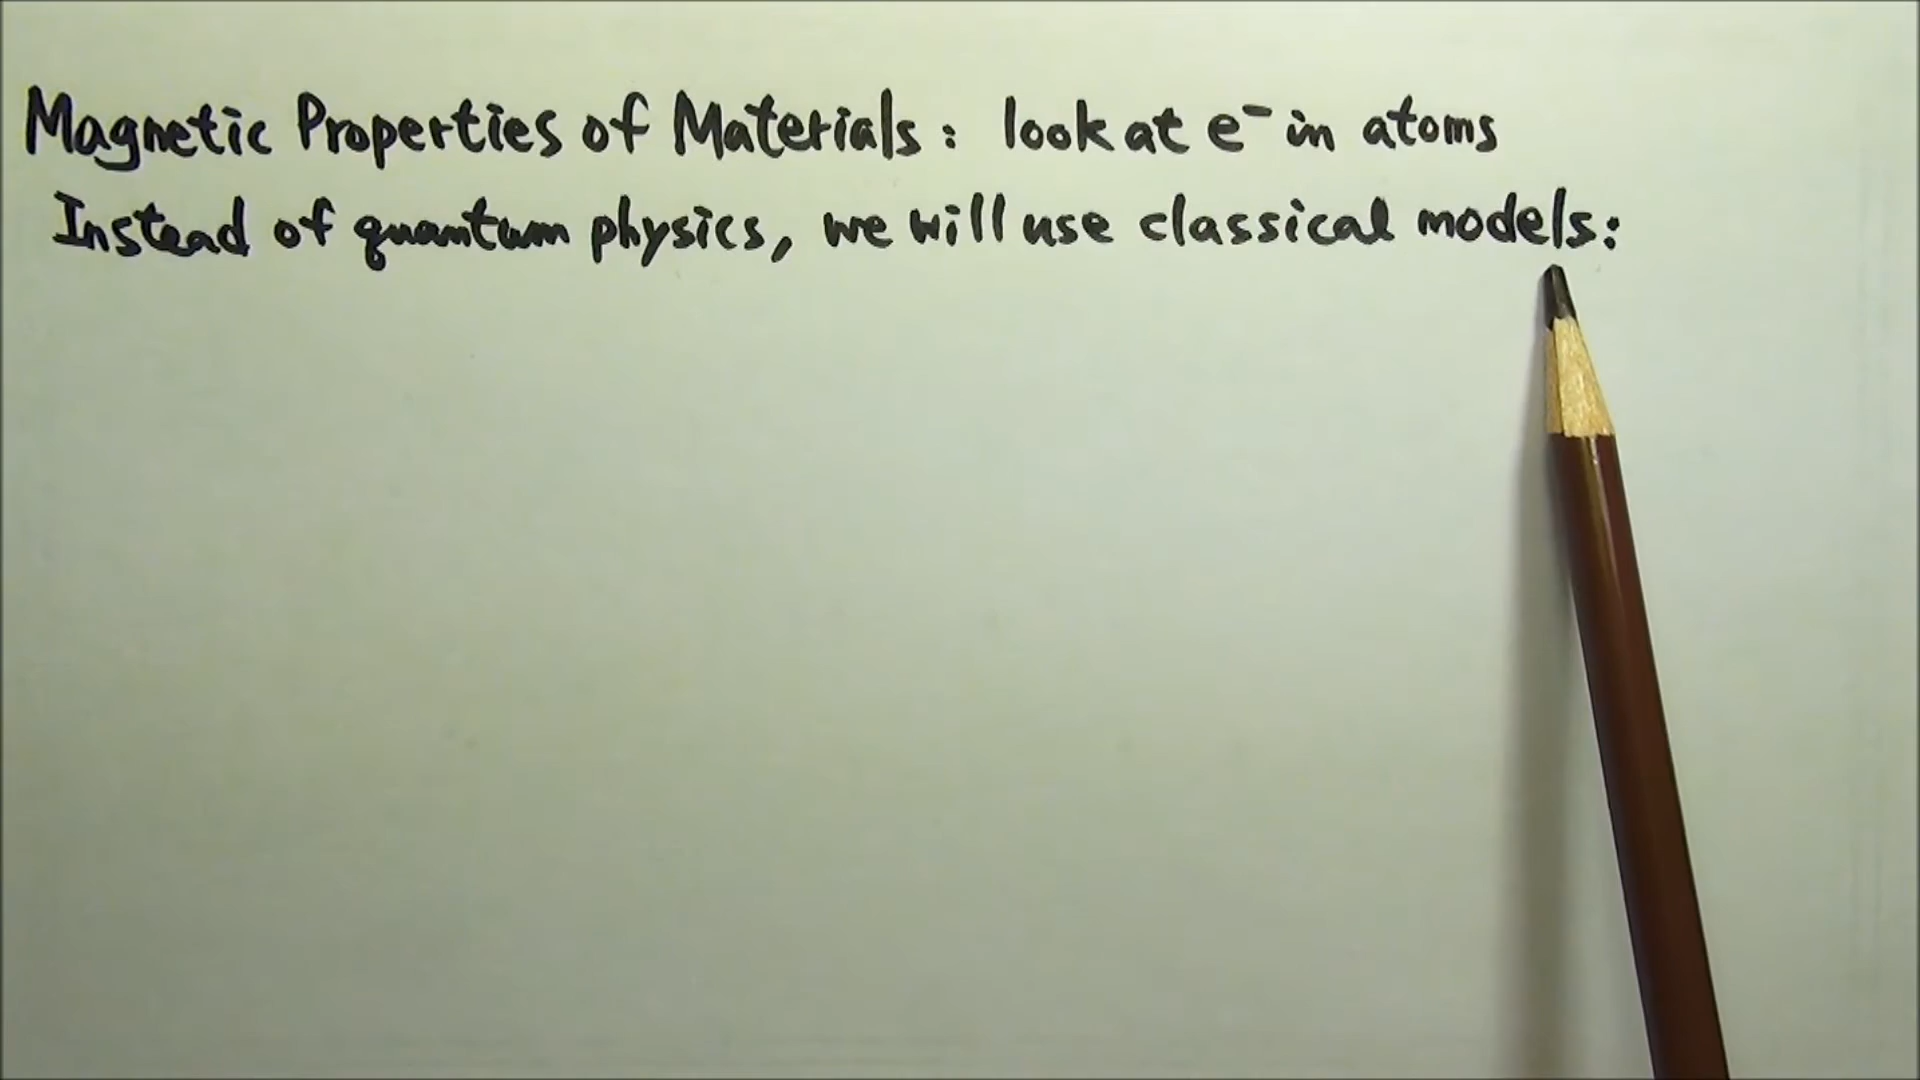 Magnetic Properties of Materials: look at e⁻ in atoms
Instead of quantum physics, we will use classical models: